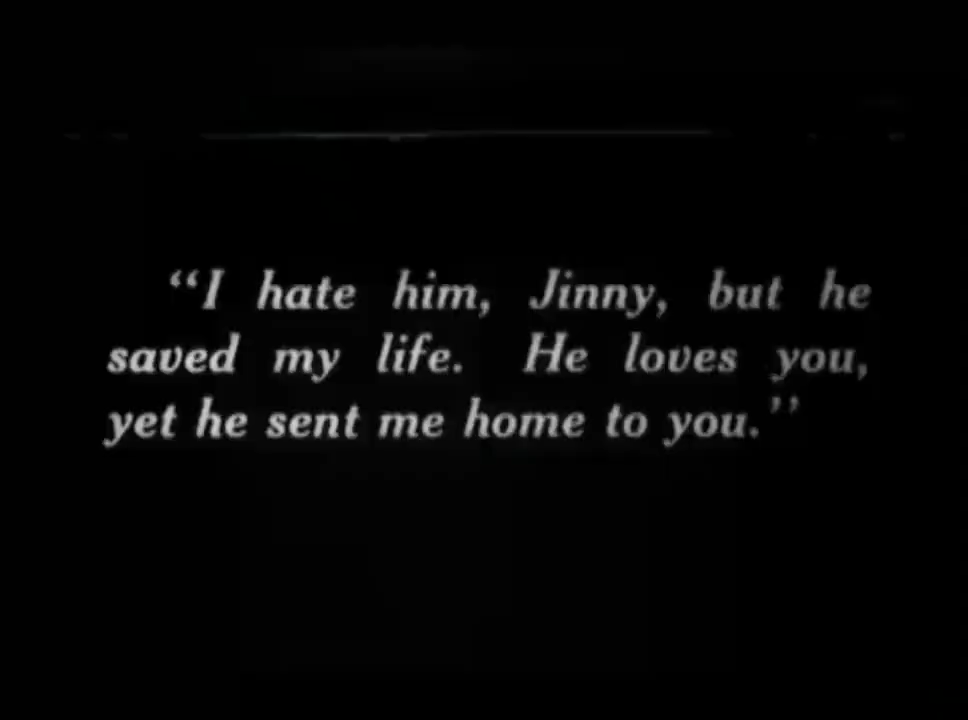 “I hate him, Jinny, but he
saved my life. He loves you,
yet he sent me home to you.”